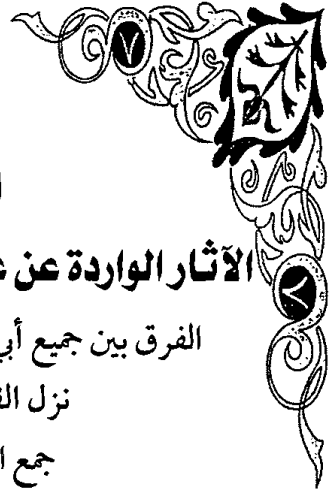 الآثار الواردة عن
الفرق بين جميع أبي
نزل
جمع